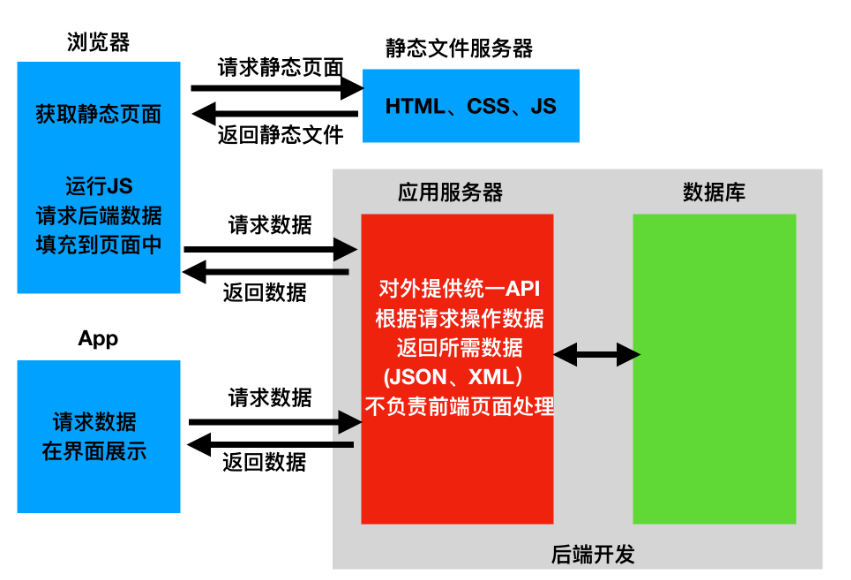 浏览器
静态文件服务器
请求静态页面
HTML、CSS、JS
获取静态页面
返回静态文件
运行JS
请求后端数据
填充到页面中
应用服务器
数据库
请求数据
返回数据
对外提供统一API
根据请求操作数据
返回所需数据
(JSON、XML）
不负责前端页面处理
App
请求数据
在界面展示
请求数据
返回数据
后端开发